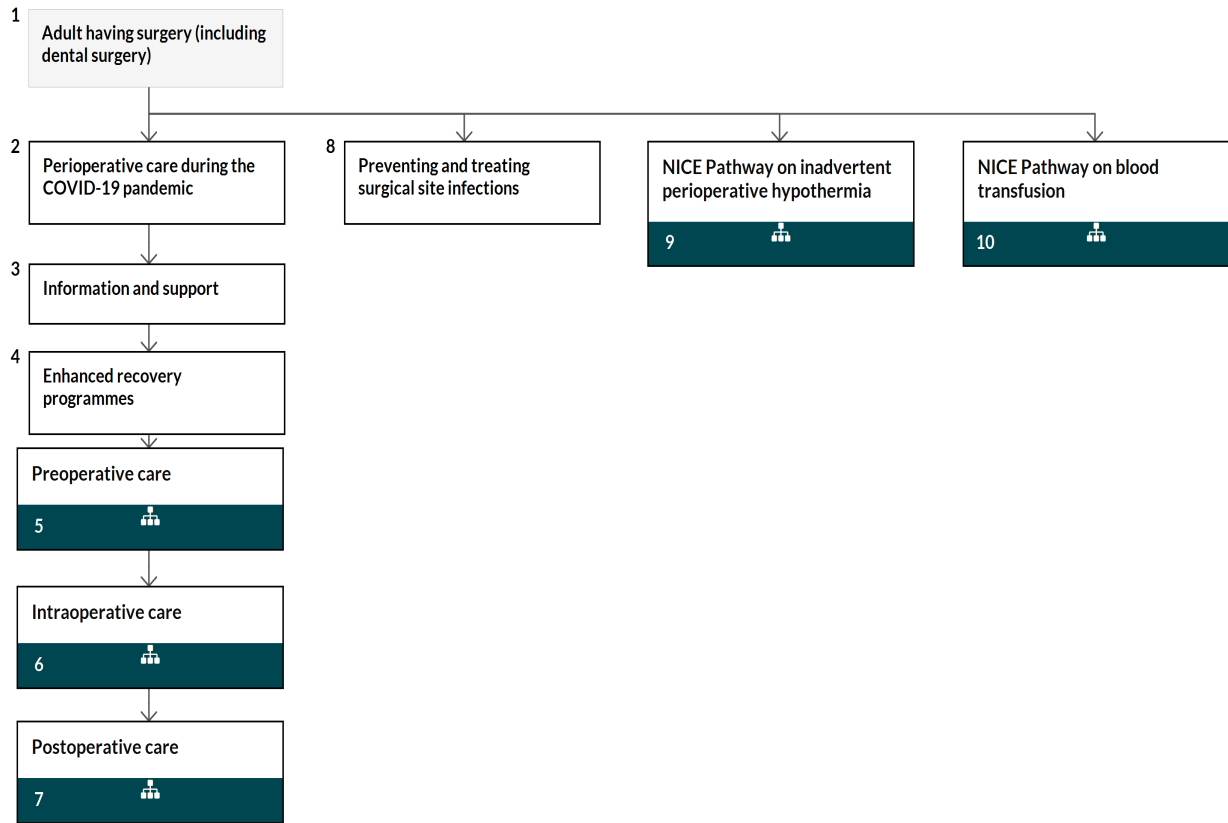 1
Adult having surgery (including
dental surgery)
2
Perioperative care during the
COVID-19 pandemic
8
Preventing and treating
surgical site infections
NICE Pathway on inadvertent
perioperative hypothermia
9
NICE Pathway on blood
transfusion
10
3
Information and support
4
Enhanced recovery
programmes
Preoperative care
5
Intraoperative care
6
Postoperative care
7